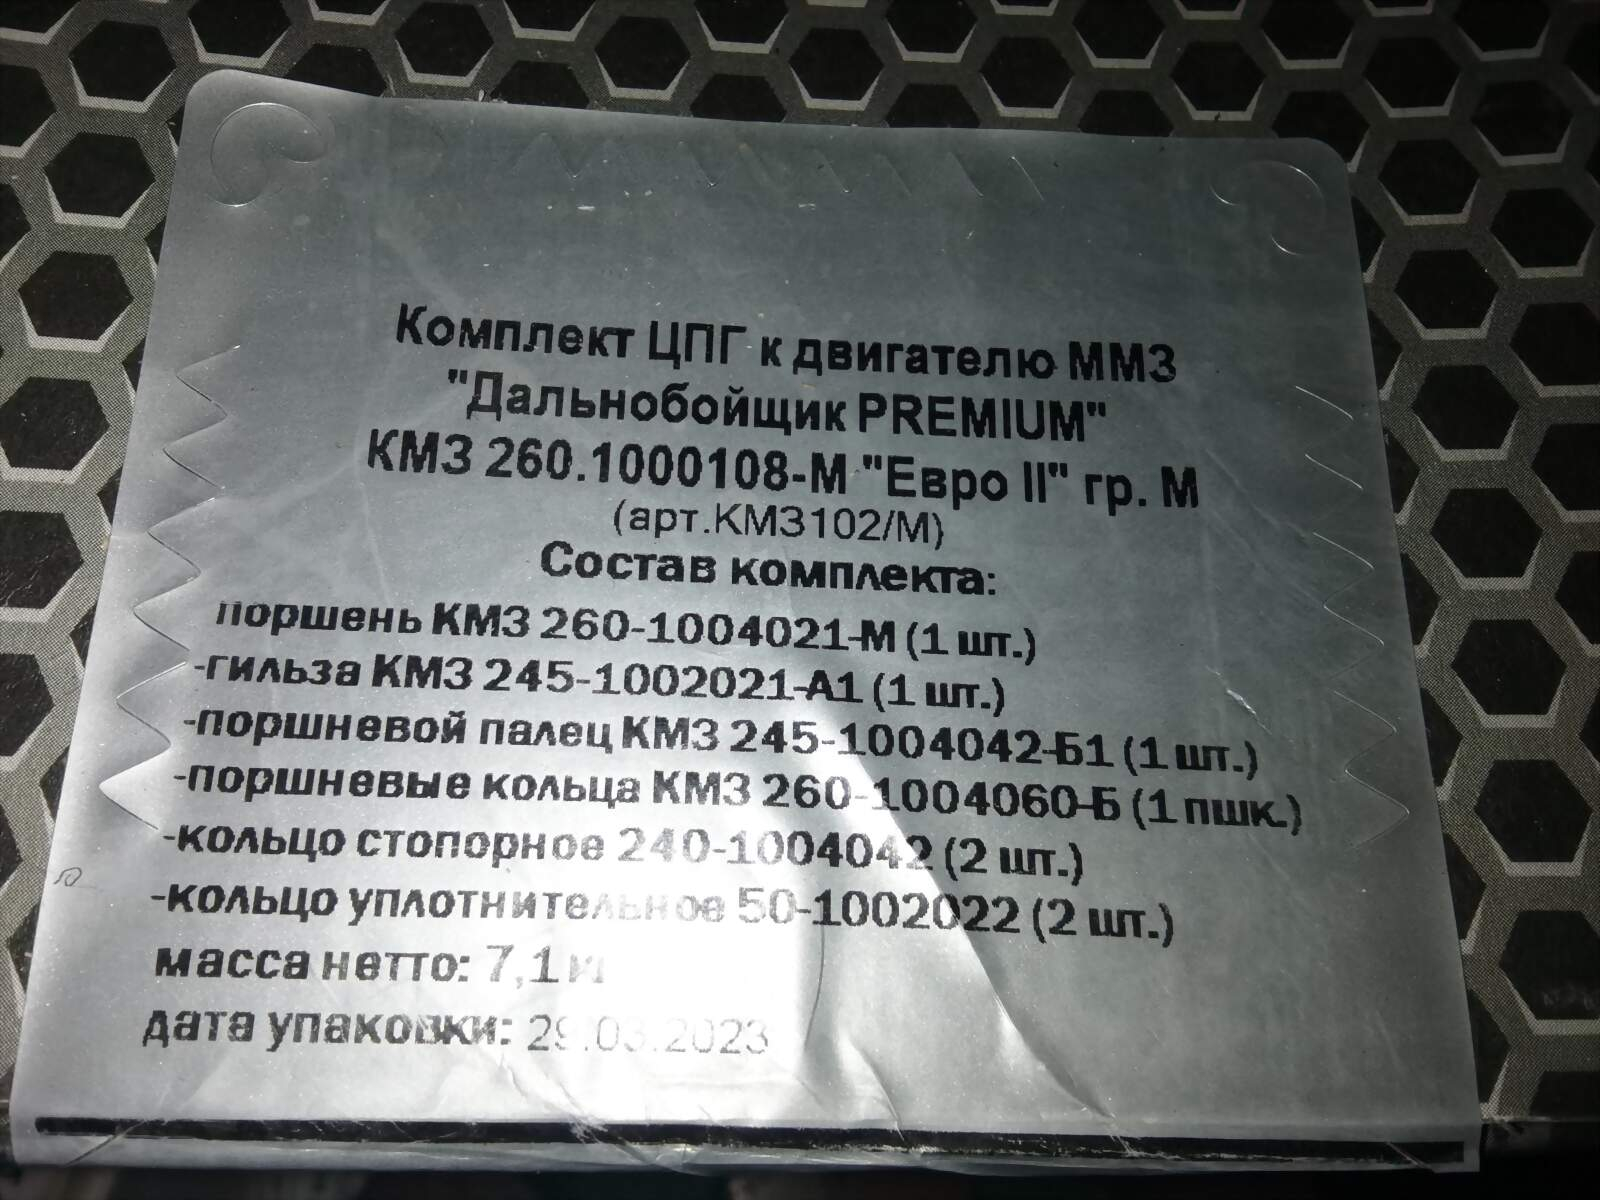 Комплект ЦПГ к двигателю ММЗ
"Дальнобойщик PREMIUM"
КМЗ 260.1000108-М "Евро II" гр. М
(арт.КМЗ102/М)
Состав комплекта:
поршень КМЗ 260-1004021-М (1 шт.)
-гильза КМЗ 245-1002021-А1 (1 шт.)
-поршневой палец КМЗ 245-1004042-Б1 (1 шт.)
-поршневые кольца КМЗ 260-1004060-Б (1 пшк.)
-кольцо стопорное 240-1004042 (2 шт.)
-кольцо уплотнительное 50-1002022 (2 шт.)
масса нетто: 7,1
дата упаковки: 29.03.2023